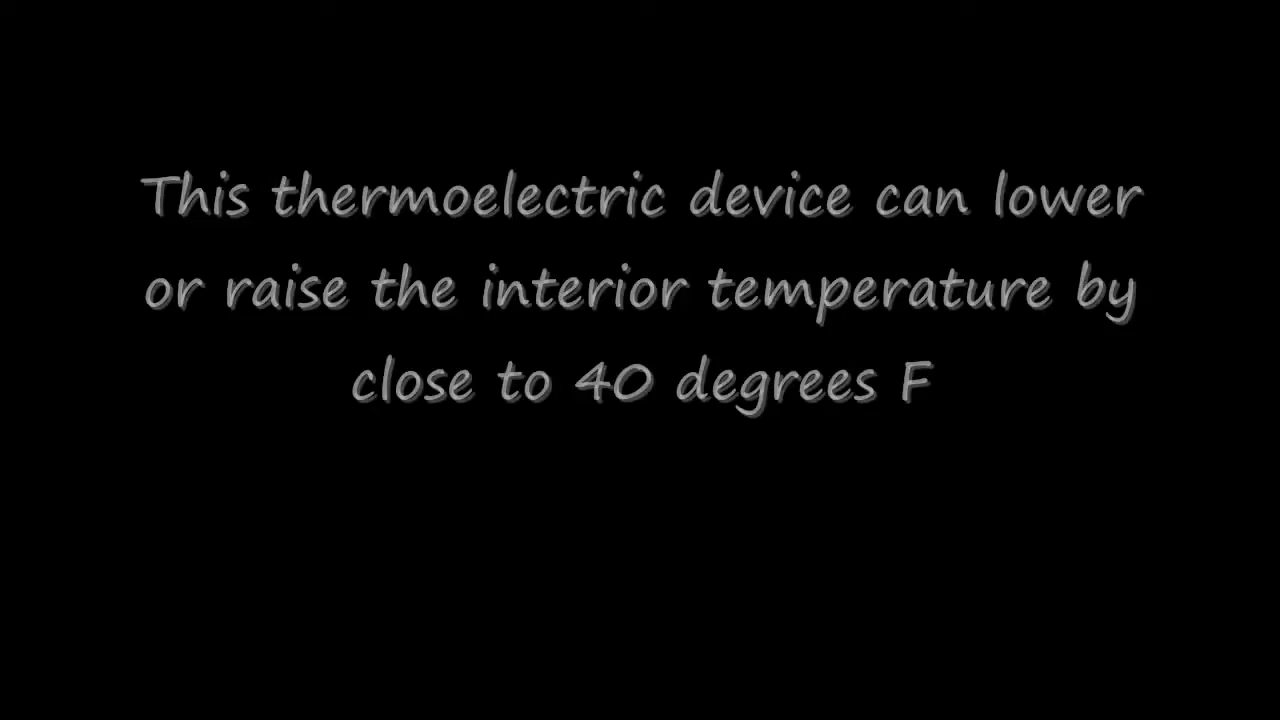 This thermoelectric device can lower
or raise the interior temperature by
close to 40 degrees F